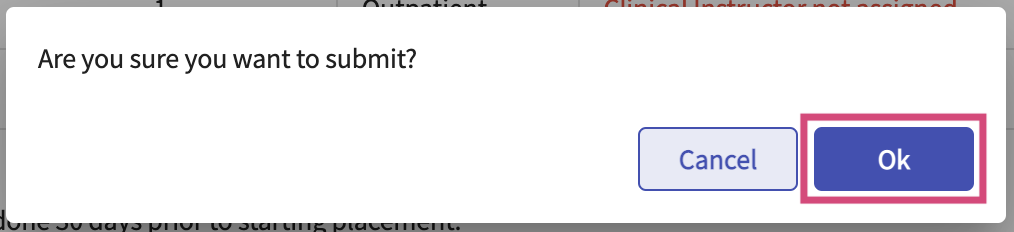 1 Outpatient Clinical Instructor not assigned
Are you sure you want to submit?
Cancel Ok
done 30 days prior to starting placement.